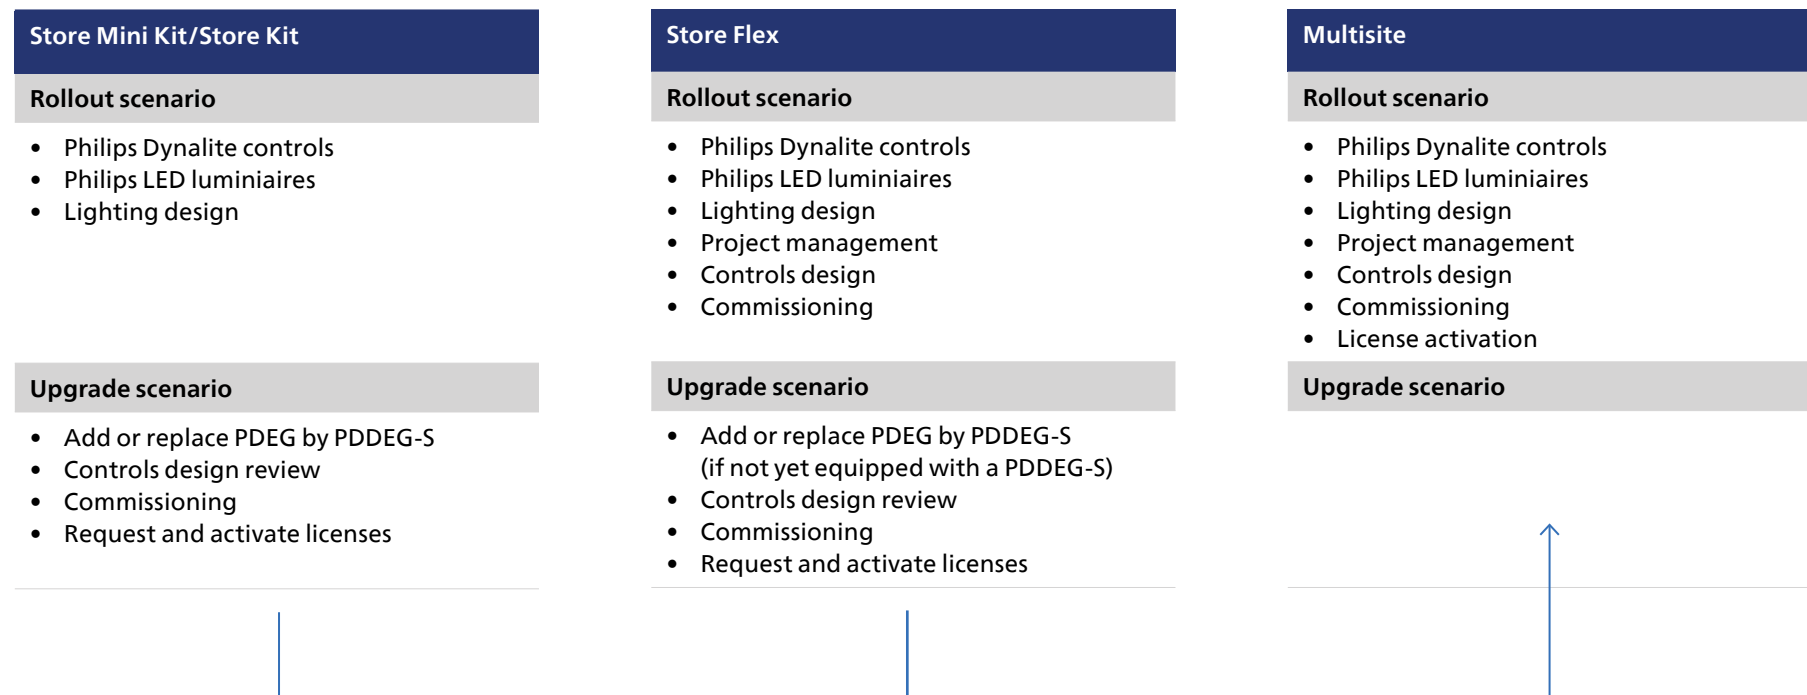 Store Mini Kit/Store Kit
Rollout scenario
• Philips Dynalite controls
• Philips LED luminiaires
• Lighting design
Upgrade scenario
• Add or replace PDEG by PDDEG-S
• Controls design review
• Commissioning
• Request and activate licenses
Store Flex
Rollout scenario
• Philips Dynalite controls
• Philips LED luminiaires
• Lighting design
• Project management
• Controls design
• Commissioning
Upgrade scenario
• Add or replace PDEG by PDDEG-S
(if not yet equipped with a PDDEG-S)
• Controls design review
• Commissioning
• Request and activate licenses
Multisite
Rollout scenario
• Philips Dynalite controls
• Philips LED luminiaires
• Lighting design
• Project management
• Controls design
• Commissioning
• License activation
Upgrade scenario